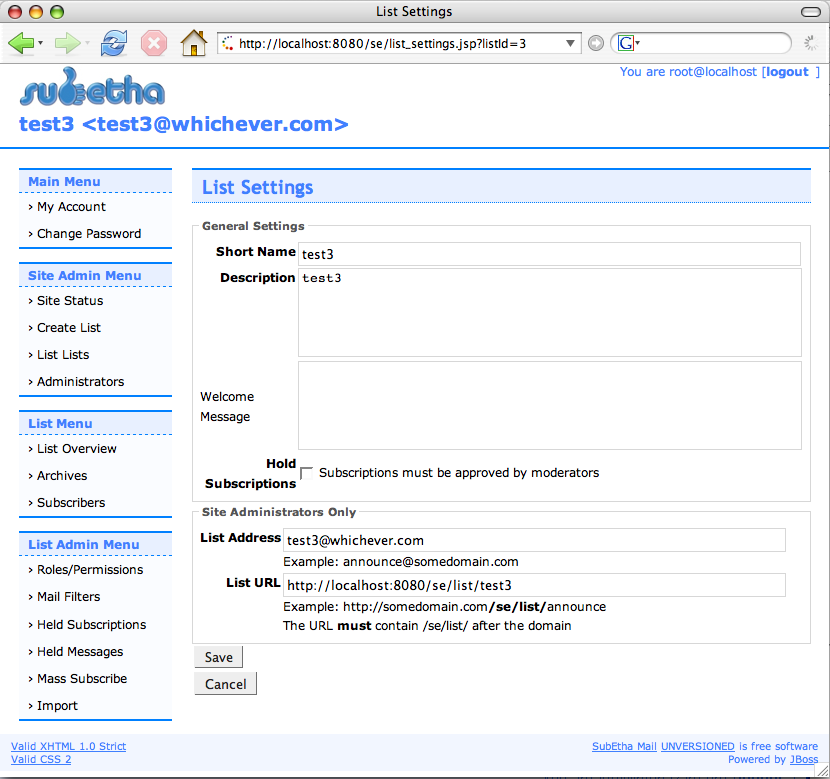 List Settings
http://localhost:8080/se/list_settings.jsp?listId=3
G
You are root@localhost [logout ]
subetha
test3 <test3@whichever.com>
Main Menu
› My Account
› Change Password
Site Admin Menu
› Site Status
› Create List
› List Lists
› Administrators
List Menu
› List Overview
› Archives
› Subscribers
List Admin Menu
› Roles/Permissions
› Mail Filters
› Held Subscriptions
› Held Messages
› Mass Subscribe
› Import
List Settings
General Settings
Short Name test3
Description test3
Welcome
Message
Hold
Subscriptions Subscriptions must be approved by moderators
Site Administrators Only
List Address test3@whichever.com
Example: announce@somedomain.com
List URL http://localhost:8080/se/list/test3
Example: http://somedomain.com/se/list/announce
The URL must contain /se/list/ after the domain
Save
Cancel
Valid XHTML 1.0 Strict
Valid CSS 2
SubEtha Mail UNVERSIONED is free software
Powered by JBoss